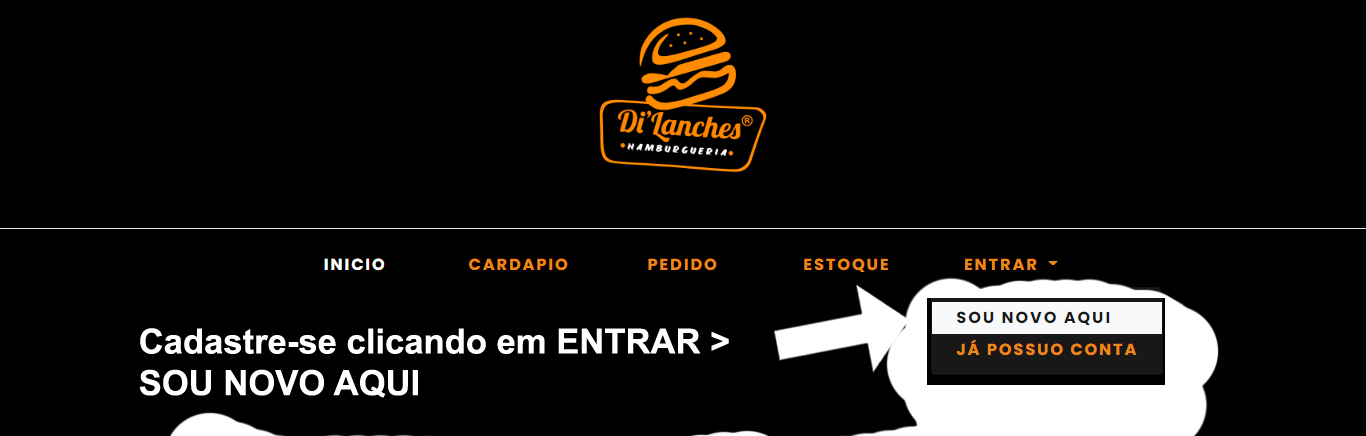 Di'Lanches®
•HAMBURGUERIA•
INICIO CARDAPIO PEDIDO ESTOQUE ENTRAR
SOU NOVO AQUI
JÁ POSSUO CONTA
Cadastre-se clicando em ENTRAR >
SOU NOVO AQUI